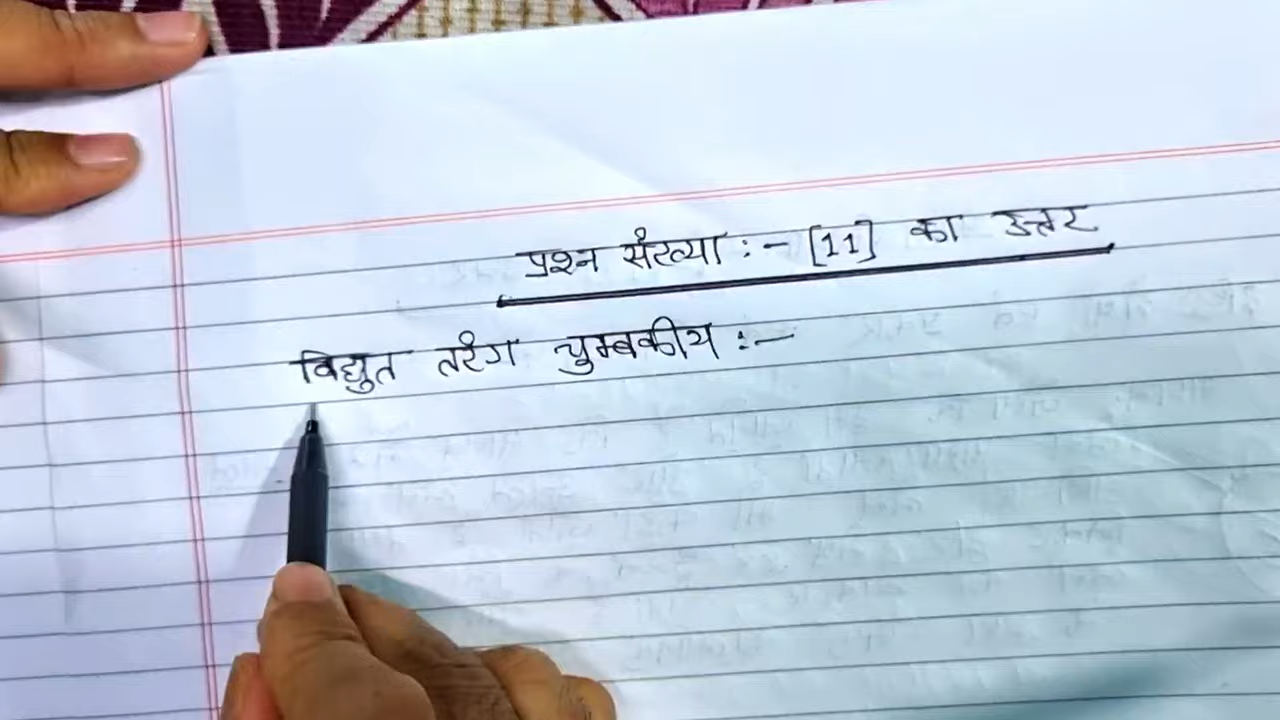 प्रश्न संख्या :- [11] का उत्तर
विद्युत तरंग चुम्बकीय :-